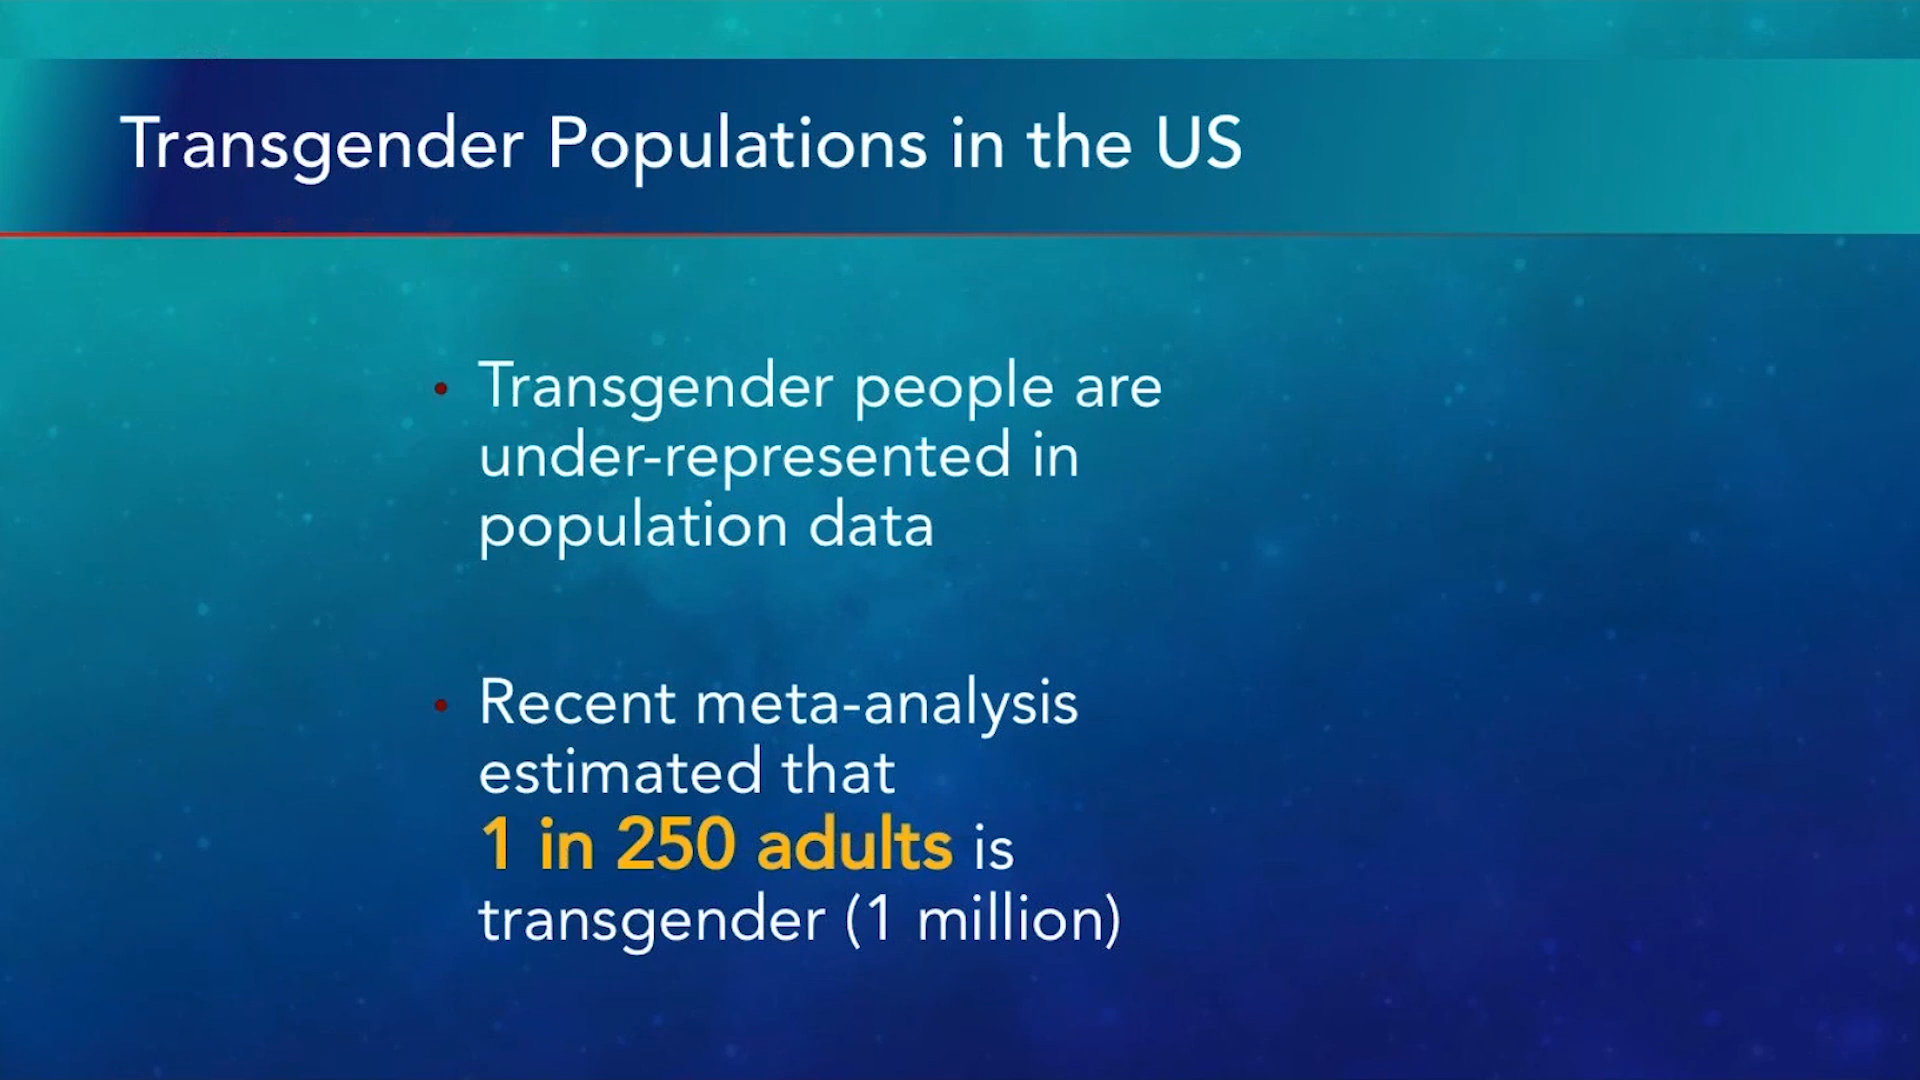 Transgender Populations in the US
• Transgender people are
under-represented in
population data
• Recent meta-analysis
estimated that
1 in 250 adults is
transgender (1 million)